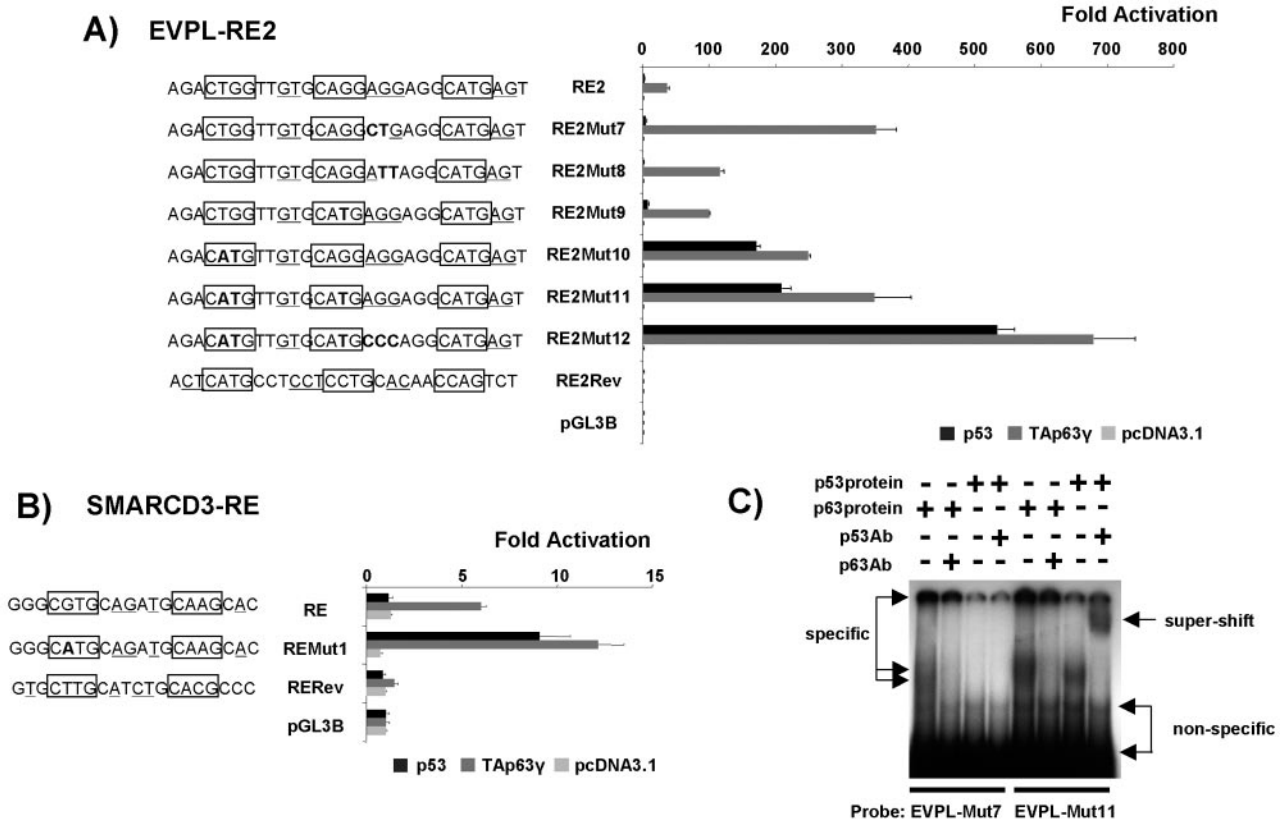 A) EVPL-RE2
Fold Activation
0 100 200 300 400 500 600 700 800
AGACTGGTTGTGCAGGAGGAGGCATGAGT RE2
AGACTGGTTGTGCAGGCTGAGGCATGAGT RE2Mut7
AGACTGGTTGTGCAGGaTTAGGCATGAGT RE2Mut8
AGACTGGTTGTGCATGAGGAGGCATGAGT RE2Mut9
AGACATGTTGTGCAGGAGGAGGCATGAGT RE2Mut10
AGACATGTTGTGCATGAGGAGGCATGAGT RE2Mut11
AGACATGTTGTGCATGCCCAGGCATGAGT RE2Mut12
ACTCATGCCTCCTCCTGCACAACCAGTCT RE2Rev
pGL3B
p53 TAp63γ pcDNA3.1
B) SMARCD3-RE
Fold Activation
0 5 10 15
GGGCGTGCAGATGCAAGCAC RE
GGGCATGCAGATGCAAGCAC REMut1
GTGCTTGCATCTGCACGCCC RERev
pGL3B
p53 TAp63γ pcDNA3.1
C)
p53protein - - + + - - + +
p63protein + + - - + + - -
p53Ab - - - + - - - +
p63Ab - + - - - + - -
specific
super-shift
non-specific
Probe: EVPL-Mut7 EVPL-Mut11